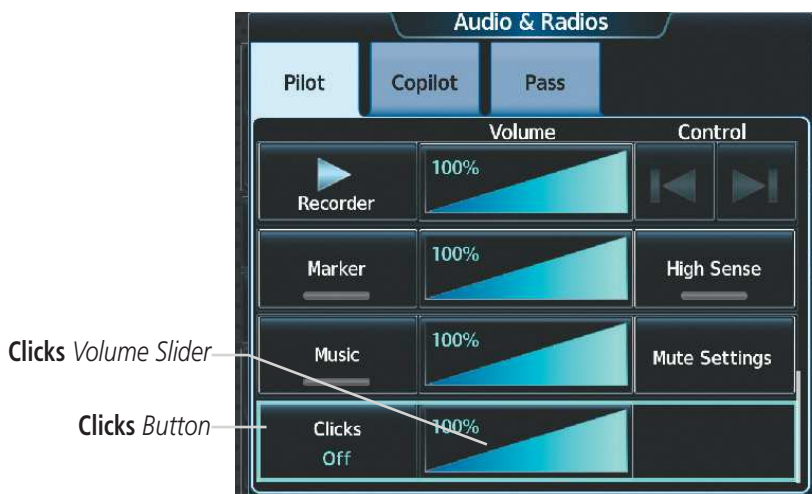 Audio & Radios
Pilot
Copilot
Pass
Volume
Control
Recorder
100%
Marker
100%
High Sense
Music
100%
Mute Settings
Clicks
Off
100%
Clicks Volume Slider
Clicks Button